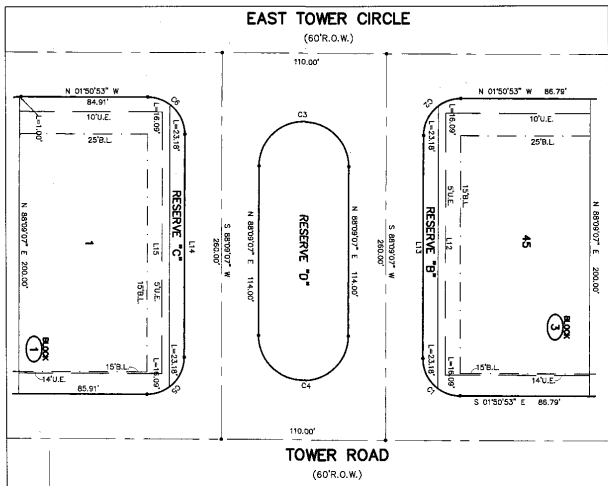 EAST TOWER CIRCLE
(60'R.O.W.)
110.00'
N 01°50'53" W
84.91'
C6
L=16.09
L=23.18'
10'U.E.
25'B.L.
L=1.00'
N 88°09'07" E
200.00'
1
15'B.L.
5'U.E.
L15
RESERVE "C"
L14
BLOCK
1
14'U.E.
15'B.L.
L=16.09
L=23.18'
C5
85.91'
S 88°09'07" W
260.00'
C3
N 88°09'07" E
114.00'
RESERVE "D"
N 88°09'07" E
114.00'
C4
S 88°09'07" W
260.00'
N 01°50'53" W 86.79'
C2
L=23.18'
L=16.09
10'U.E.
25'B.L.
L13
RESERVE "B"
5'U.E.
L12
15'B.L.
45
N 88°09'07" E
200.00'
BLOCK
3
L=23.18'
L=16.09
15'B.L.
14'U.E.
C1
S 01°50'53" E 86.79'
110.00'
TOWER ROAD
(60'R.O.W.)